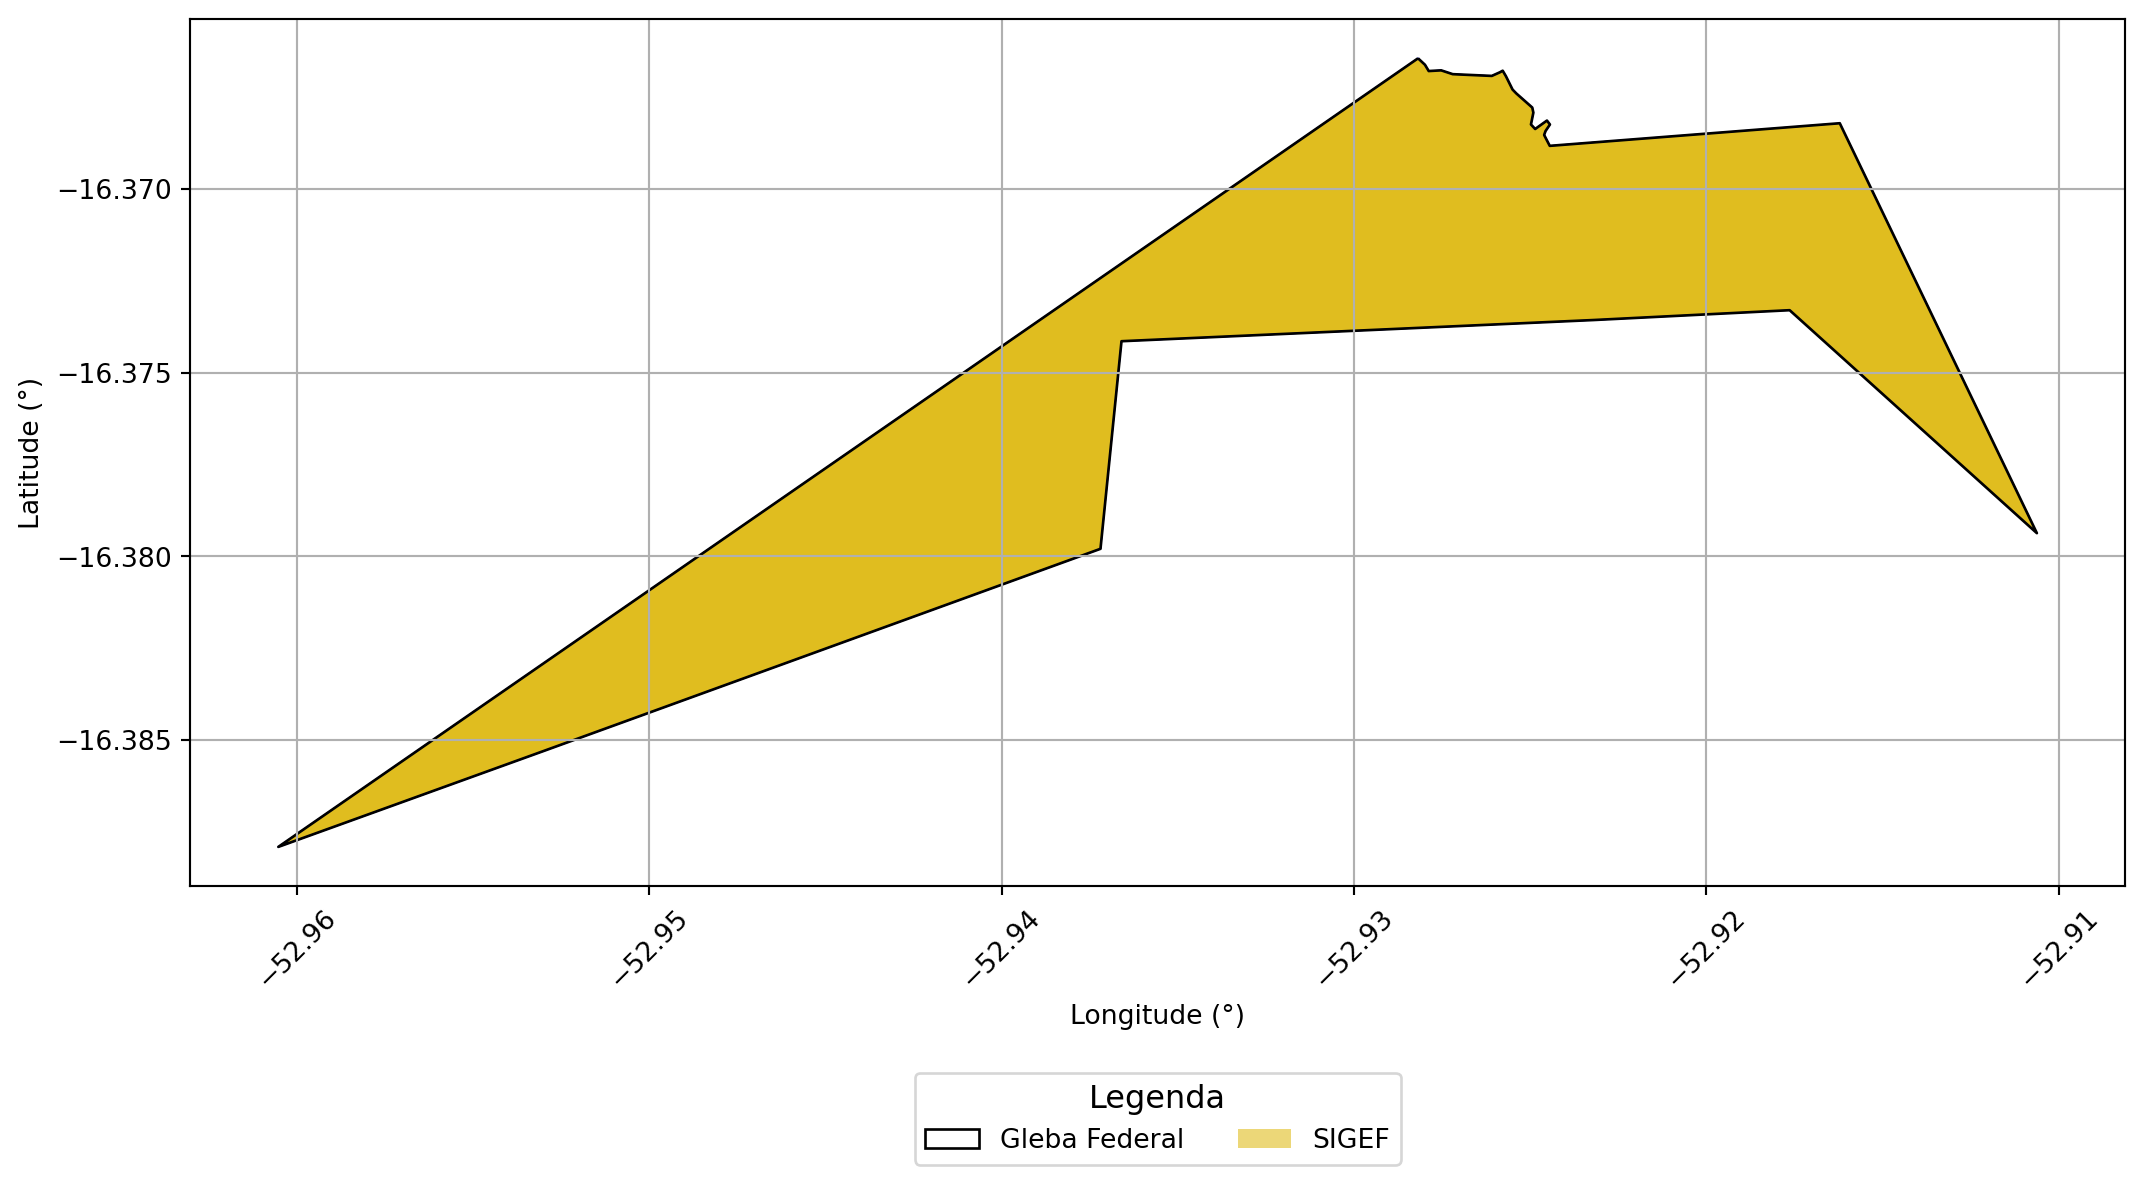 −16.370
−16.375
−16.380
−16.385
Latitude (°)
−52.96
−52.95
−52.94
−52.93
−52.92
−52.91
Longitude (°)
Legenda
Gleba Federal
SIGEF